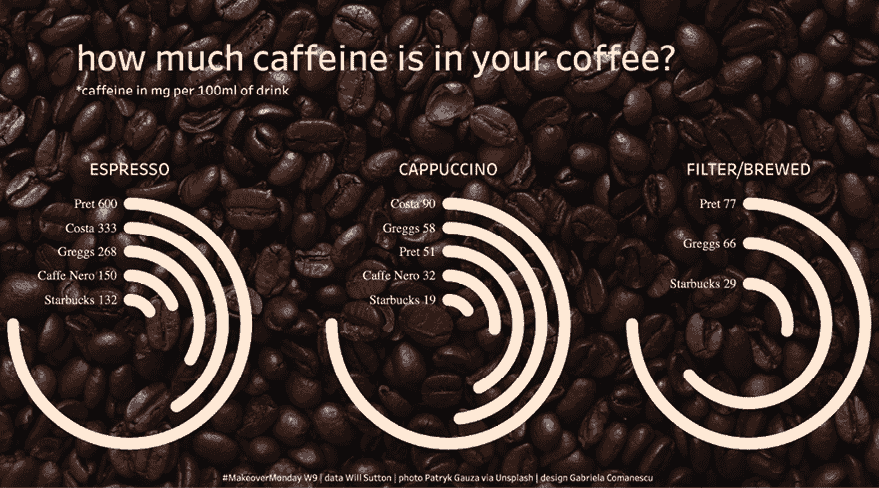 how much caffeine is in your coffee?
*caffeine in mg per 100ml of drink
ESPRESSO
Pret 600
Costa 333
Greggs 268
Caffe Nero 150
Starbucks 132
CAPPUCCINO
Costa 90
Greggs 58
Pret 51
Caffe Nero 32
Starbucks 19
FILTER/BREWED
Pret 77
Greggs 66
Starbucks 29
#MakeoverMonday W9 | data Will Sutton | photo Patryk Gauza via Unsplash | design Gabriela Comanescu